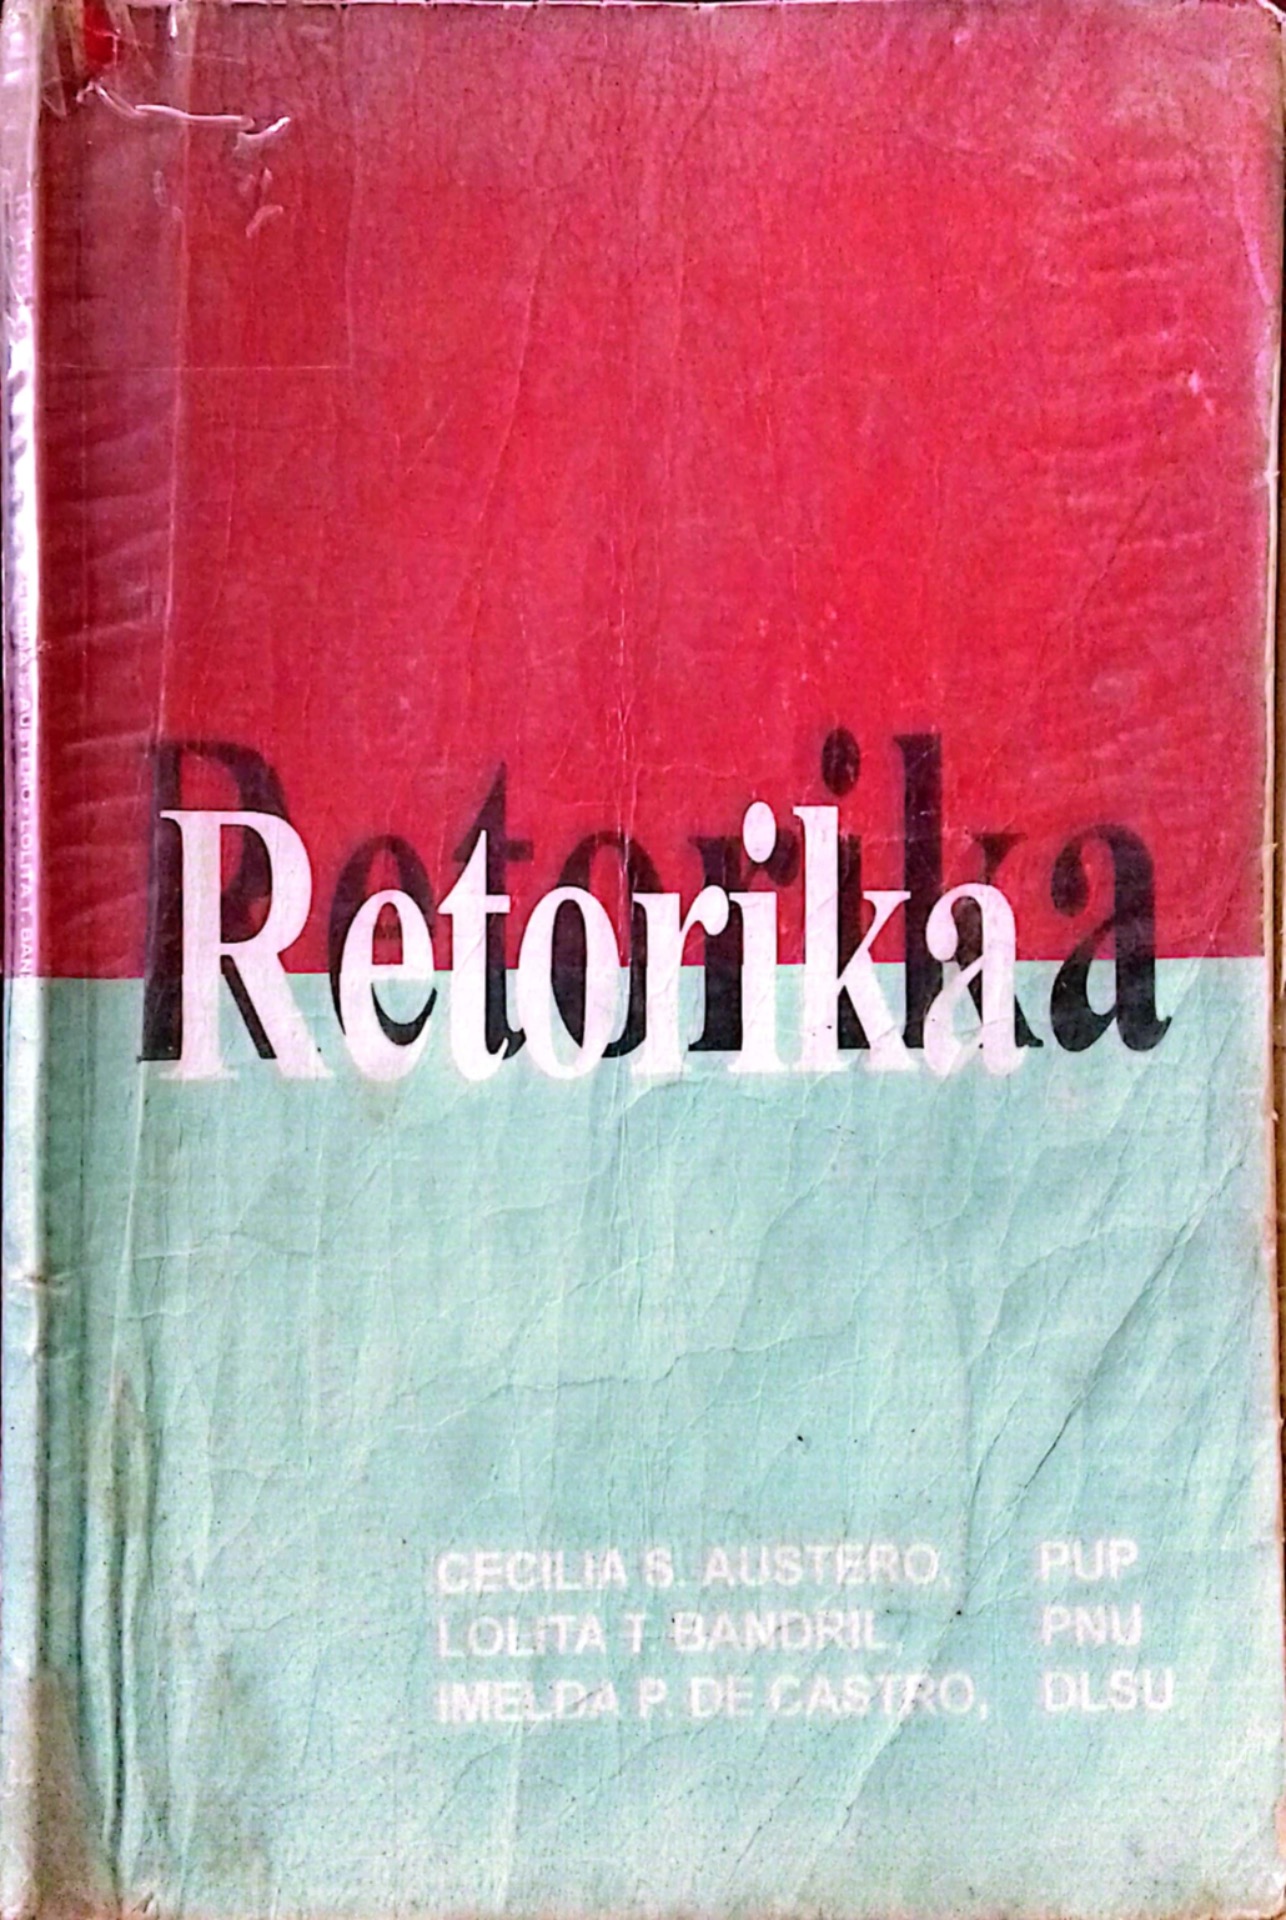 Retorika
CECILIA S. AUSTERO, PUP
LOLITA T. BANDRIL, PNU
IMELDA P. DE CASTRO, DLSU